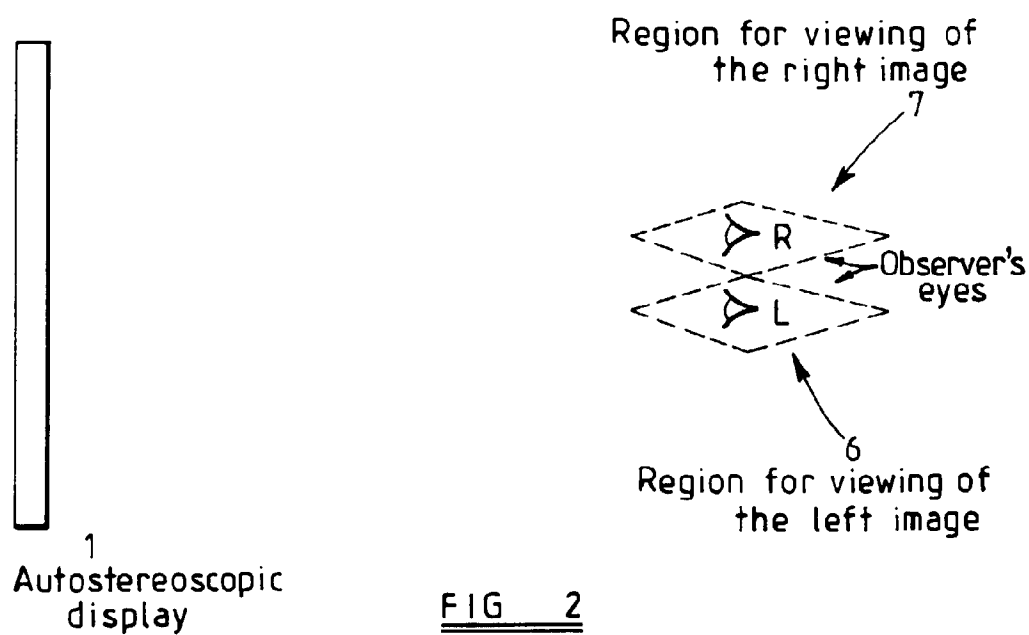 Region for viewing of
the right image
7
R
Observer's
eyes
L
6
Region for viewing of
the left image
1
Autostereoscopic
display
FIG 2